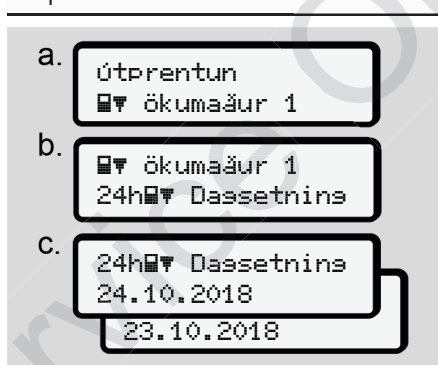 a.
útprentun
▼ ökumaður 1
b.
▼ ökumaður 1
24h▼ Dagsetning
c.
24h▼ Dagsetning
24.10.2018
23.10.2018